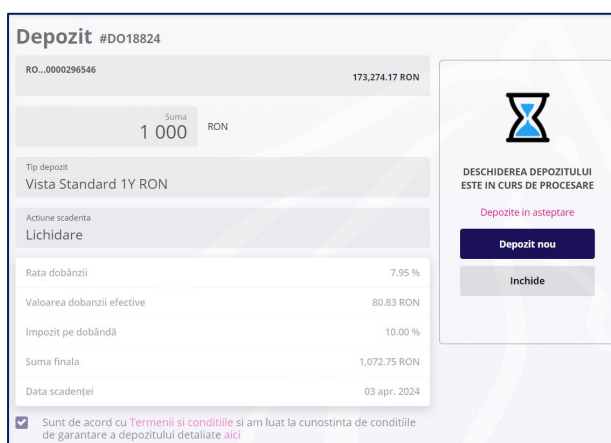 Depozit #DO18824
RO...0000296546
173,274.17 RON
Suma
1 000 RON
Tip depozit
Vista Standard 1Y RON
Actiune scadenta
Lichidare
Rata dobânzii 7.95 %
Valoarea dobanzii efective 80.83 RON
Impozit pe dobândă 10.00 %
Suma finala 1,072.75 RON
Data scadenței 03 apr. 2024
Sunt de acord cu Termenii si conditiile si am luat la cunostinta de conditiile
de garantare a depozitului detaliate aici
DESCHIDEREA DEPOZITULUI
ESTE IN CURS DE PROCESARE
Depozite in asteptare
Depozit nou
Inchide